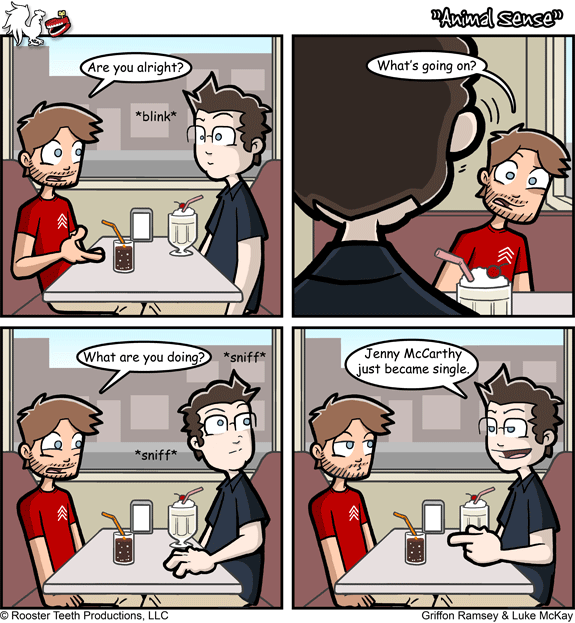 "Animal Sense"
Are you alright?
*blink*
What's going on?
What are you doing?
*sniff*
*sniff*
Jenny McCarthy
just became single.
© Rooster Teeth Productions, LLC
Griffon Ramsey & Luke McKay